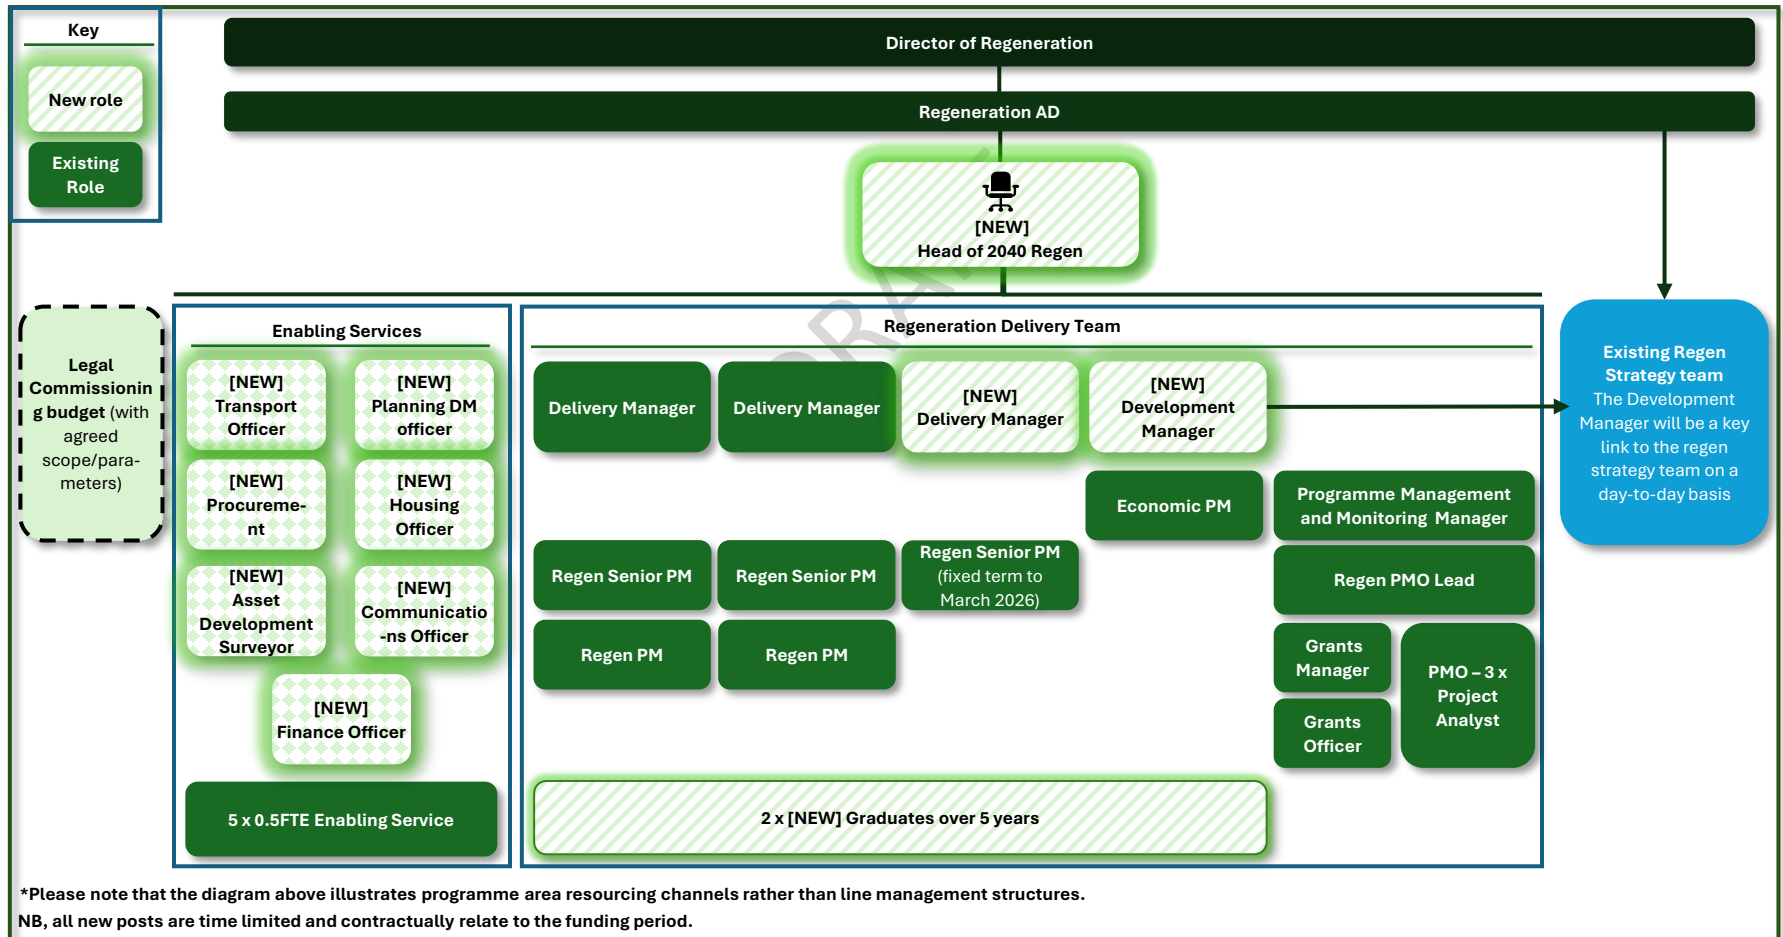 Key
New role
Existing
Role
Director of Regeneration
Regeneration AD
[NEW]
Head of 2040 Regen
DRAFT
Legal
Commissionin
g budget (with
agreed
scope/para-
meters)
Enabling Services
[NEW]
Transport
Officer
[NEW]
Planning DM
officer
[NEW]
Procureme-
nt
[NEW]
Housing
Officer
[NEW]
Asset
Development
Surveyor
[NEW]
Communicatio
-ns Officer
[NEW]
Finance Officer
5 x 0.5FTE Enabling Service
Regeneration Delivery Team
Delivery Manager
Delivery Manager
[NEW]
Delivery Manager
[NEW]
Development
Manager
Economic PM
Programme Management
and Monitoring Manager
Regen Senior PM
Regen Senior PM
Regen Senior PM
(fixed term to
March 2026)
Regen PMO Lead
Regen PM
Regen PM
Grants
Manager
PMO – 3 x
Project
Analyst
Grants
Officer
2 x [NEW] Graduates over 5 years
Existing Regen
Strategy team
The Development
Manager will be a key
link to the regen
strategy team on a
day-to-day basis
*Please note that the diagram above illustrates programme area resourcing channels rather than line management structures.
NB, all new posts are time limited and contractually relate to the funding period.